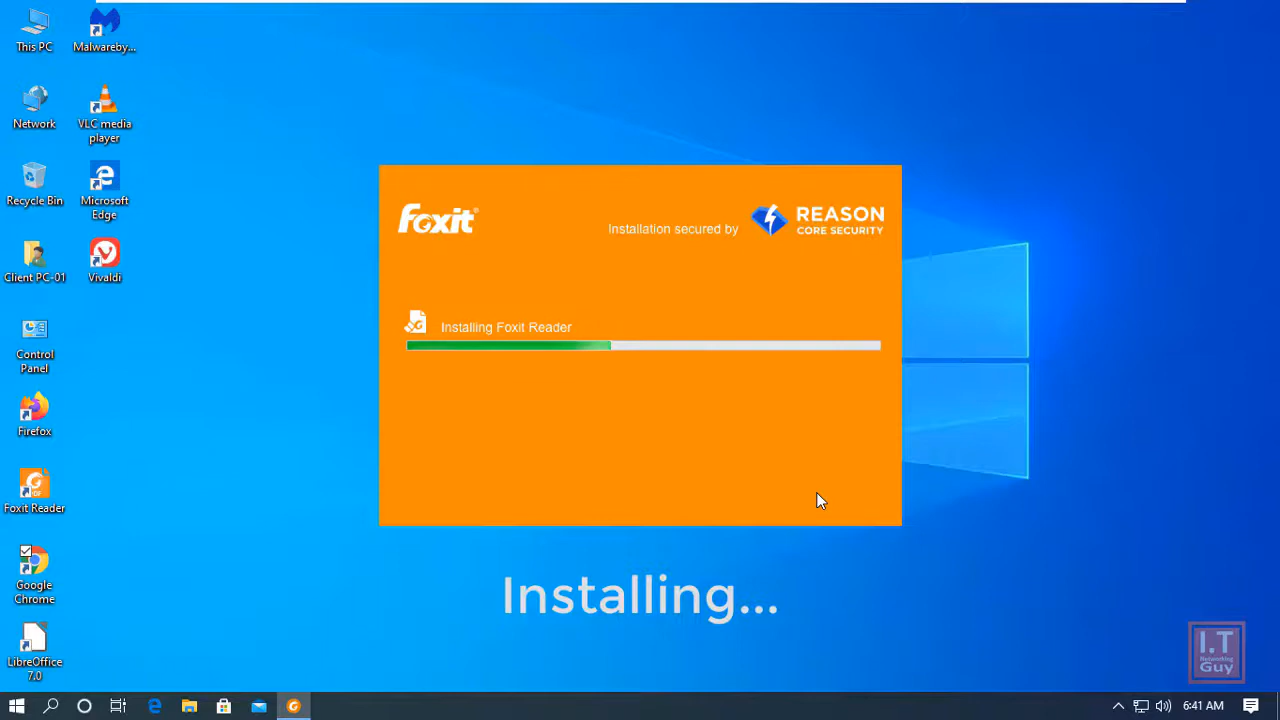 This PC
Malwareby...
Network
VLC media
player
Recycle Bin
Microsoft
Edge
Client PC-01
Vivaldi
Control
Panel
Firefox
Foxit Reader
Google
Chrome
LibreOffice
7.0
foxit®
Installation secured by
REASON
CORE SECURITY
Installing Foxit Reader
Installing...
I.T
Networking
Guy
6:41 AM